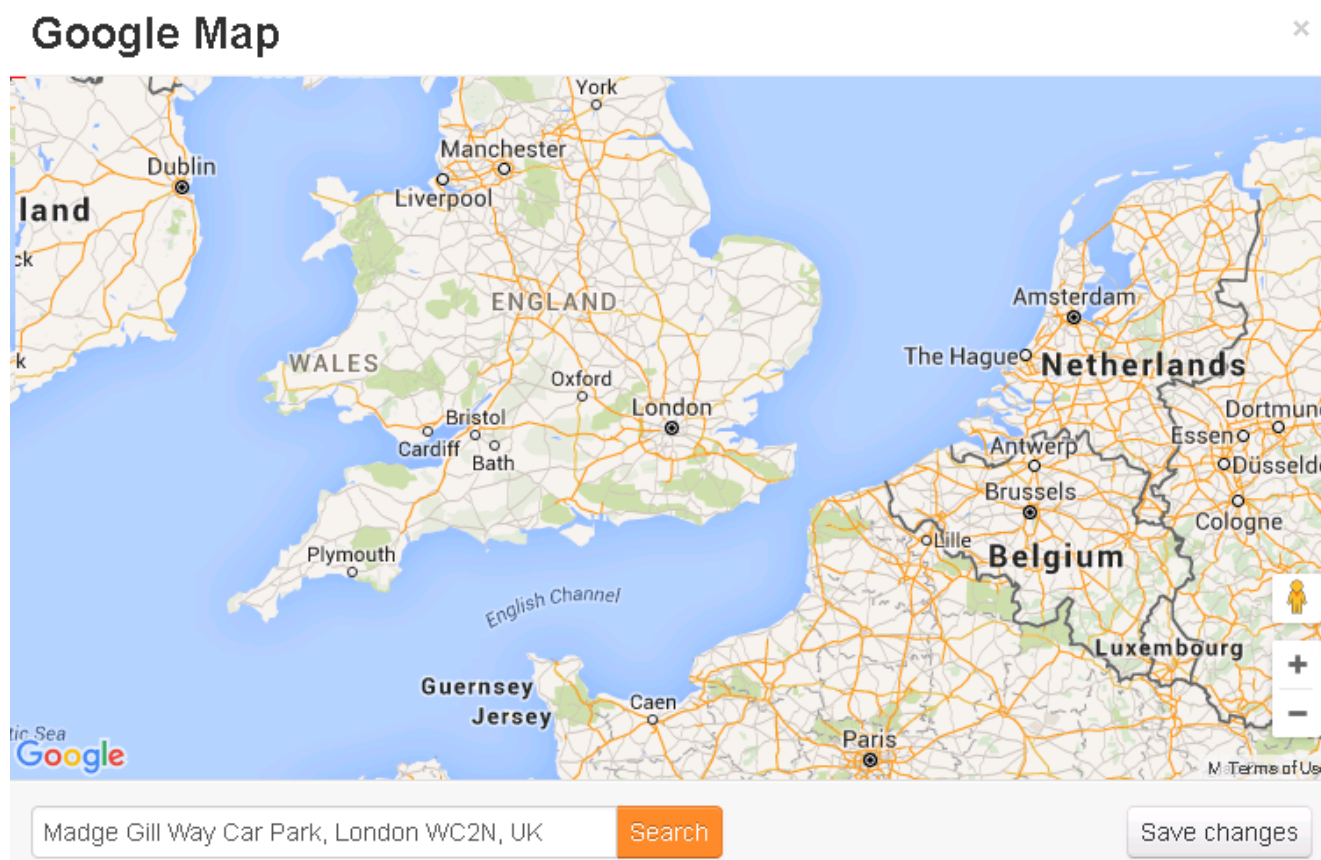 Google Map
×
York
Manchester
Dublin
Liverpool
land
ck
ENGLAND
Amsterdam
k
WALES
The Hague
Netherlands
Oxford
London
Dortmun
Bristol
Essen
Cardiff
Antwerp
Bath
Düsseld
Brussels
Cologne
Lille
Plymouth
Belgium
English Channel
Luxembourg
Guernsey
Caen
Jersey
tic Sea
Paris
Google
M Terms of Us
Madge Gill Way Car Park, London WC2N, UK Search Save changes